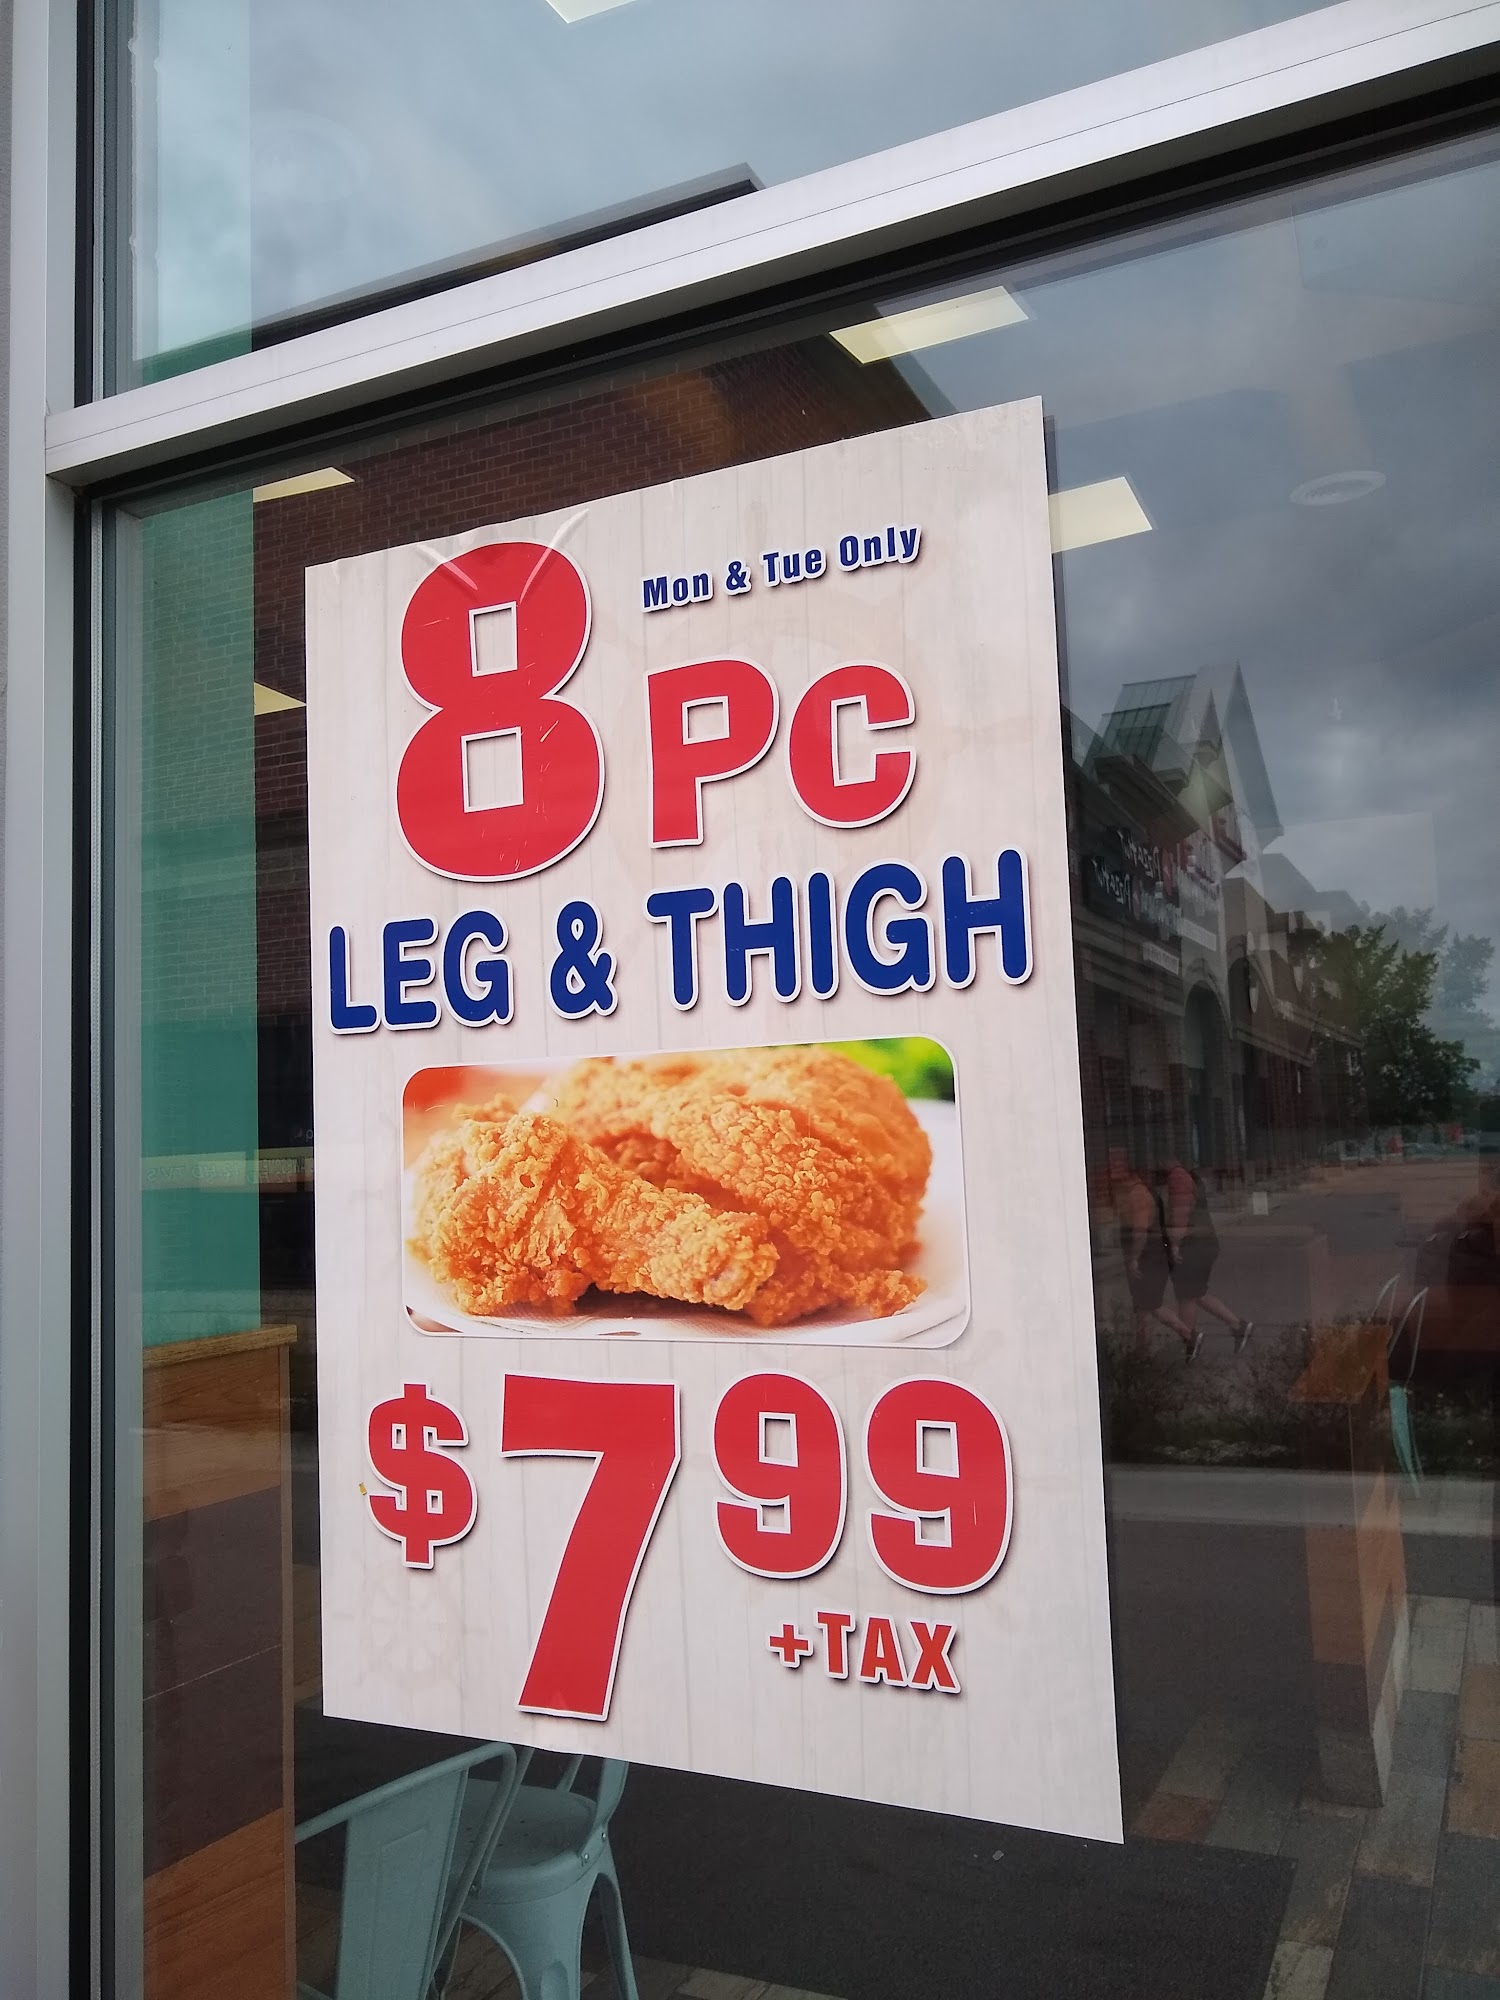 8 PC
Mon & Tue Only
LEG & THIGH
$7.99
+TAX